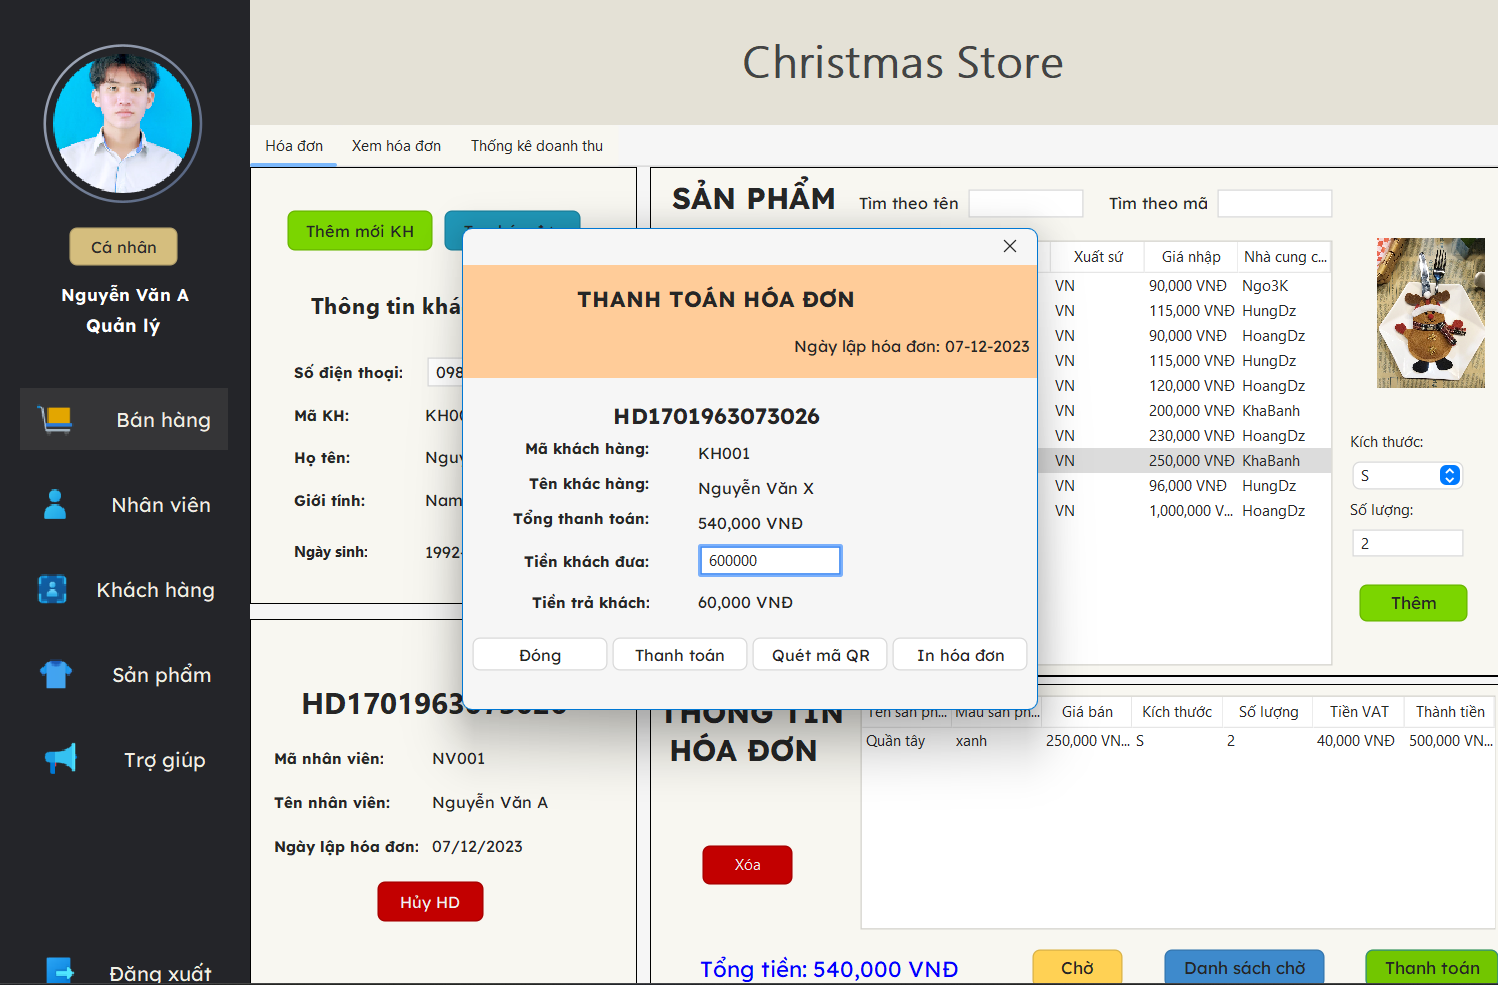 Christmas Store
Cá nhân
Nguyễn Văn A
Quản lý
Bán hàng
Nhân viên
Khách hàng
Sản phẩm
Trợ giúp
Đăng xuất
Hóa đơn Xem hóa đơn Thống kê doanh thu
Thêm mới KH
Thông tin khá
Số điện thoại: 098
Mã KH: KH00
Họ tên: Nguy
Giới tính: Nam
Ngày sinh: 1992-
HD1701963073026
Mã nhân viên: NV001
Tên nhân viên: Nguyễn Văn A
Ngày lập hóa đơn: 07/12/2023
Hủy HD
SẢN PHẨM Tìm theo tên Tìm theo mã
Xuất sứ Giá nhập Nhà cung c...
VN 90,000 VNĐ Ngo3K
VN 115,000 VNĐ HungDz
VN 90,000 VNĐ HoangDz
VN 115,000 VNĐ HungDz
VN 120,000 VNĐ HoangDz
VN 200,000 VNĐ KhaBanh
VN 230,000 VNĐ HoangDz
VN 250,000 VNĐ KhaBanh
VN 96,000 VNĐ HungDz
VN 1,000,000 V... HoangDz
Kích thước:
S
Số lượng:
2
Thêm
THANH TOÁN HÓA ĐƠN
Ngày lập hóa đơn: 07-12-2023
HD1701963073026
Mã khách hàng: KH001
Tên khác hàng: Nguyễn Văn X
Tổng thanh toán: 540,000 VNĐ
Tiền khách đưa: 600000
Tiền trả khách: 60,000 VNĐ
Đóng Thanh toán Quét mã QR In hóa đơn
THÔNG TIN
HÓA ĐƠN
Tên sản ph... Màu sản ph... Giá bán Kích thước Số lượng Tiền VAT Thành tiền
Quần tây xanh 250,000 VN... S 2 40,000 VNĐ 500,000 VN...
Xóa
Tổng tiền: 540,000 VNĐ
Chờ Danh sách chờ Thanh toán